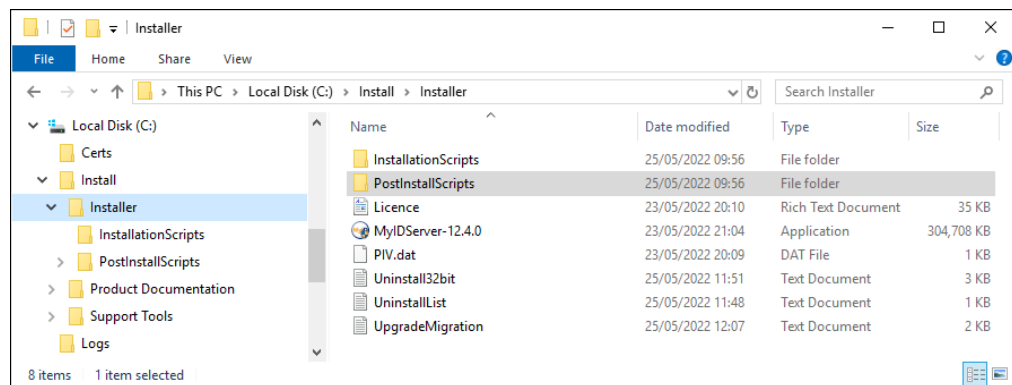 Installer
File Home Share View
This PC > Local Disk (C:) > Install > Installer Search Installer
Local Disk (C:)
Certs
Install
Installer
InstallationScripts
PostInstallScripts
Product Documentation
Support Tools
Logs
Name Date modified Type Size
InstallationScripts 25/05/2022 09:56 File folder
PostInstallScripts 25/05/2022 09:56 File folder
Licence 23/05/2022 20:10 Rich Text Document 35 KB
MyIDServer-12.4.0 23/05/2022 21:04 Application 304,708 KB
PIV.dat 23/05/2022 20:09 DAT File 1 KB
Uninstall32bit 25/05/2022 11:51 Text Document 3 KB
UninstallList 25/05/2022 11:48 Text Document 1 KB
UpgradeMigration 25/05/2022 12:07 Text Document 2 KB
8 items 1 item selected